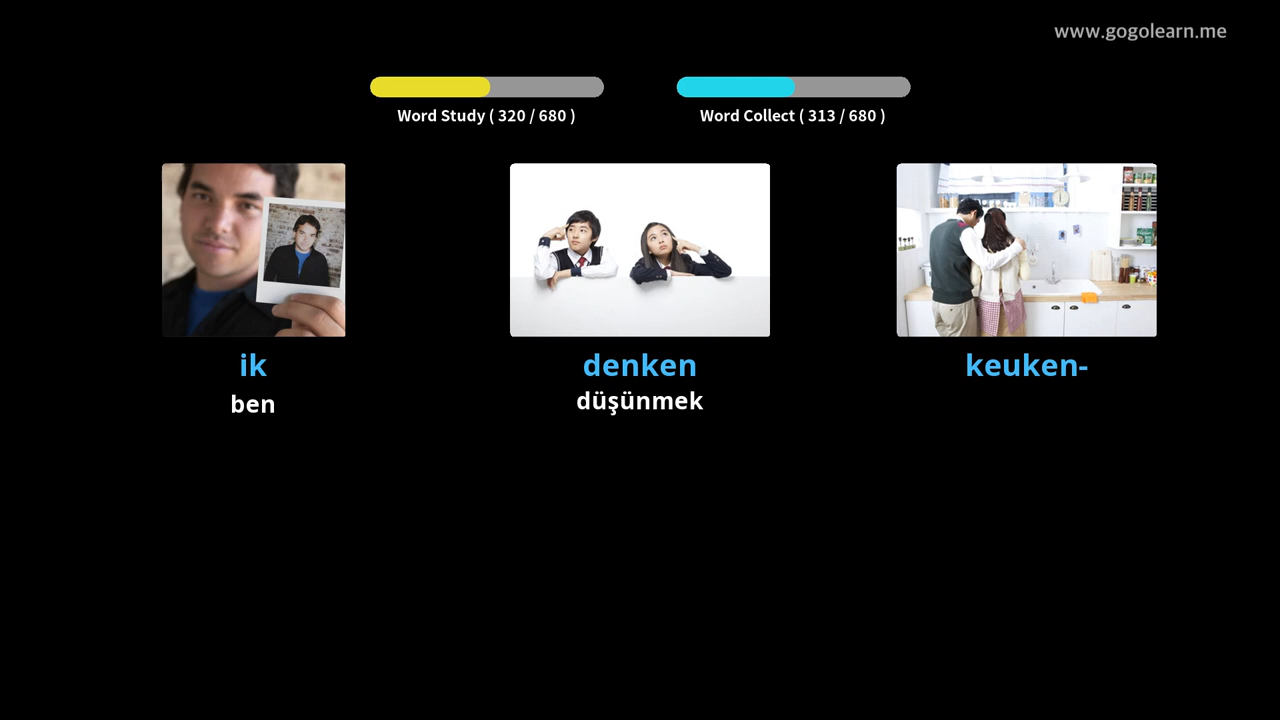 www.gogolearn.me
Word Study ( 320 / 680 )
Word Collect ( 313 / 680 )
ik
denken
keuken-
ben
düşünmek